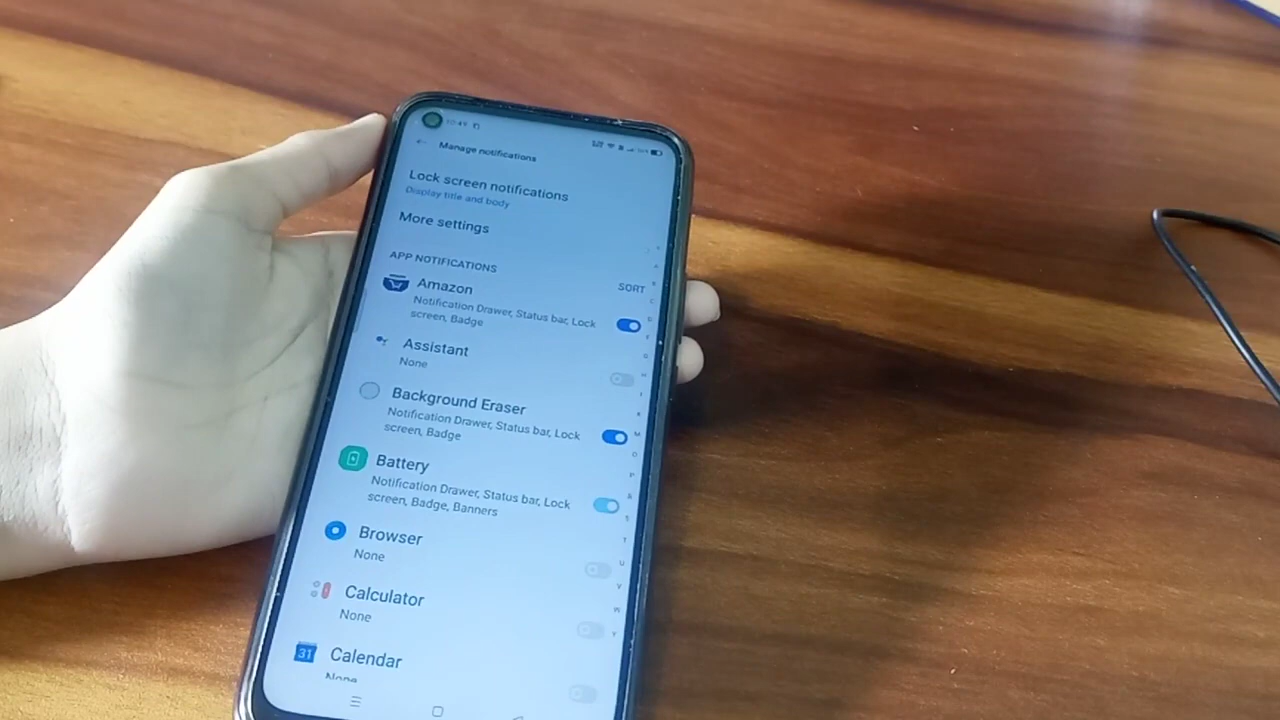 Manage notifications
Lock screen notifications
Display title and body
More settings
APP NOTIFICATIONS
SORT
Amazon
Notification Drawer, Status bar, Lock
screen, Badge
Assistant
None
Background Eraser
Notification Drawer, Status bar, Lock
screen, Badge
Battery
Notification Drawer, Status bar, Lock
screen, Badge, Banners
Browser
None
Calculator
None
31
Calendar
None